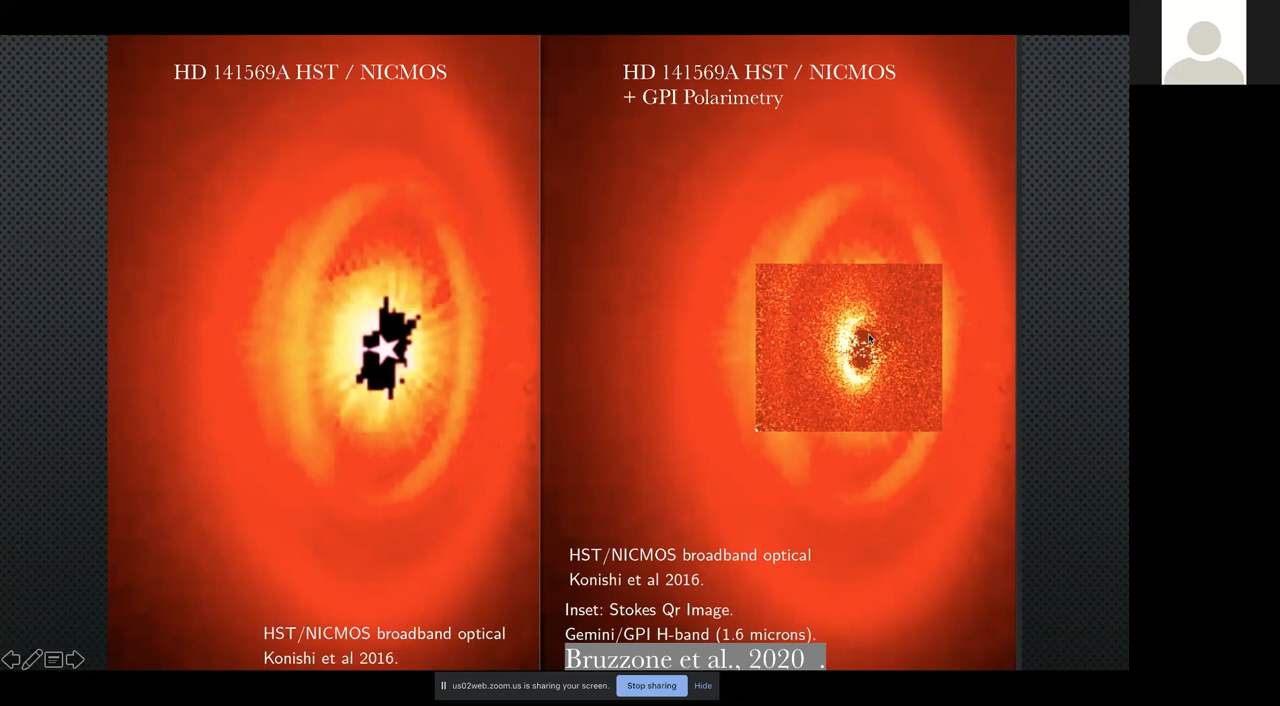 HD 141569A HST / NICMOS
HST/NICMOS broadband optical
Konishi et al 2016.
HD 141569A HST / NICMOS
+ GPI Polarimetry
HST/NICMOS broadband optical
Konishi et al 2016.
Inset: Stokes Qr Image.
Gemini/GPI H-band (1.6 microns).
Bruzzone et al., 2020 .
us02web.zoom.us is sharing your screen. Stop sharing Hide